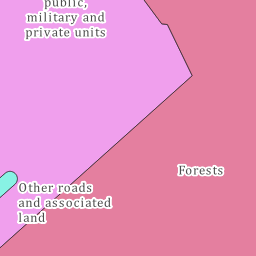 public,
military and
private units
Forests
Other roads
and associated
land